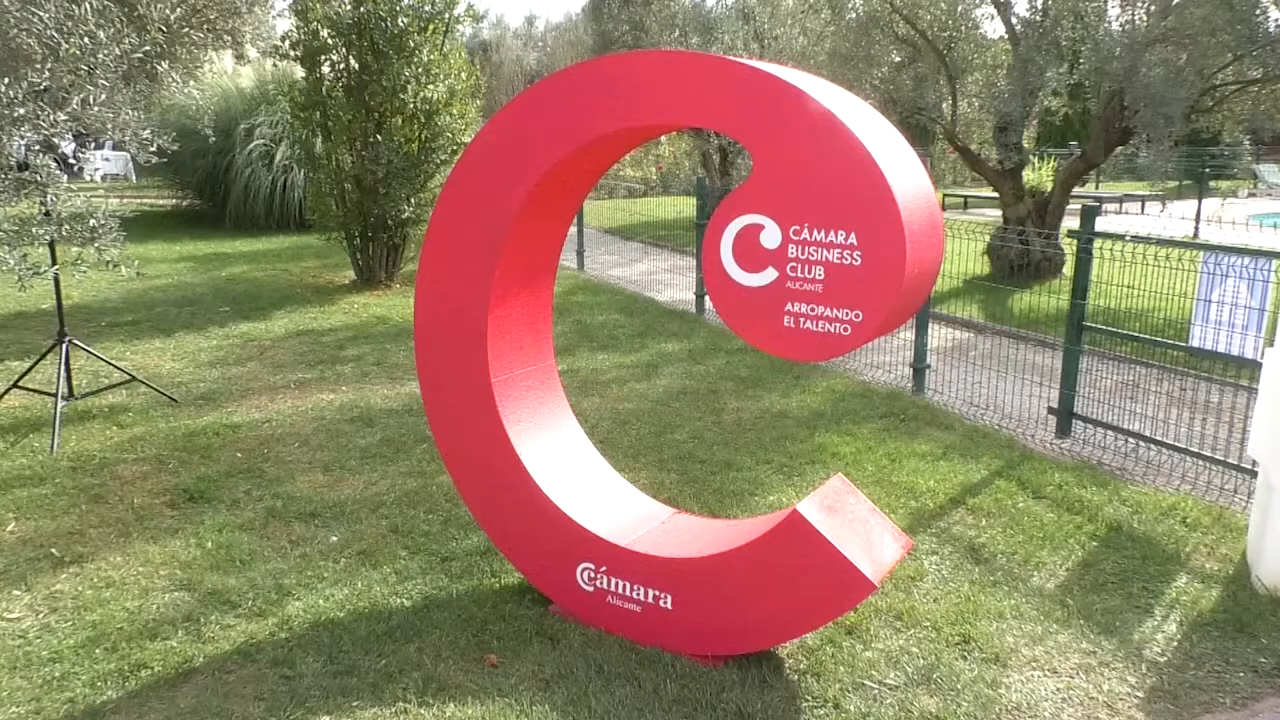 CÁMARA
BUSINESS
CLUB
ALICANTE
ARROPANDO
EL TALENTO
cámara
Alicante